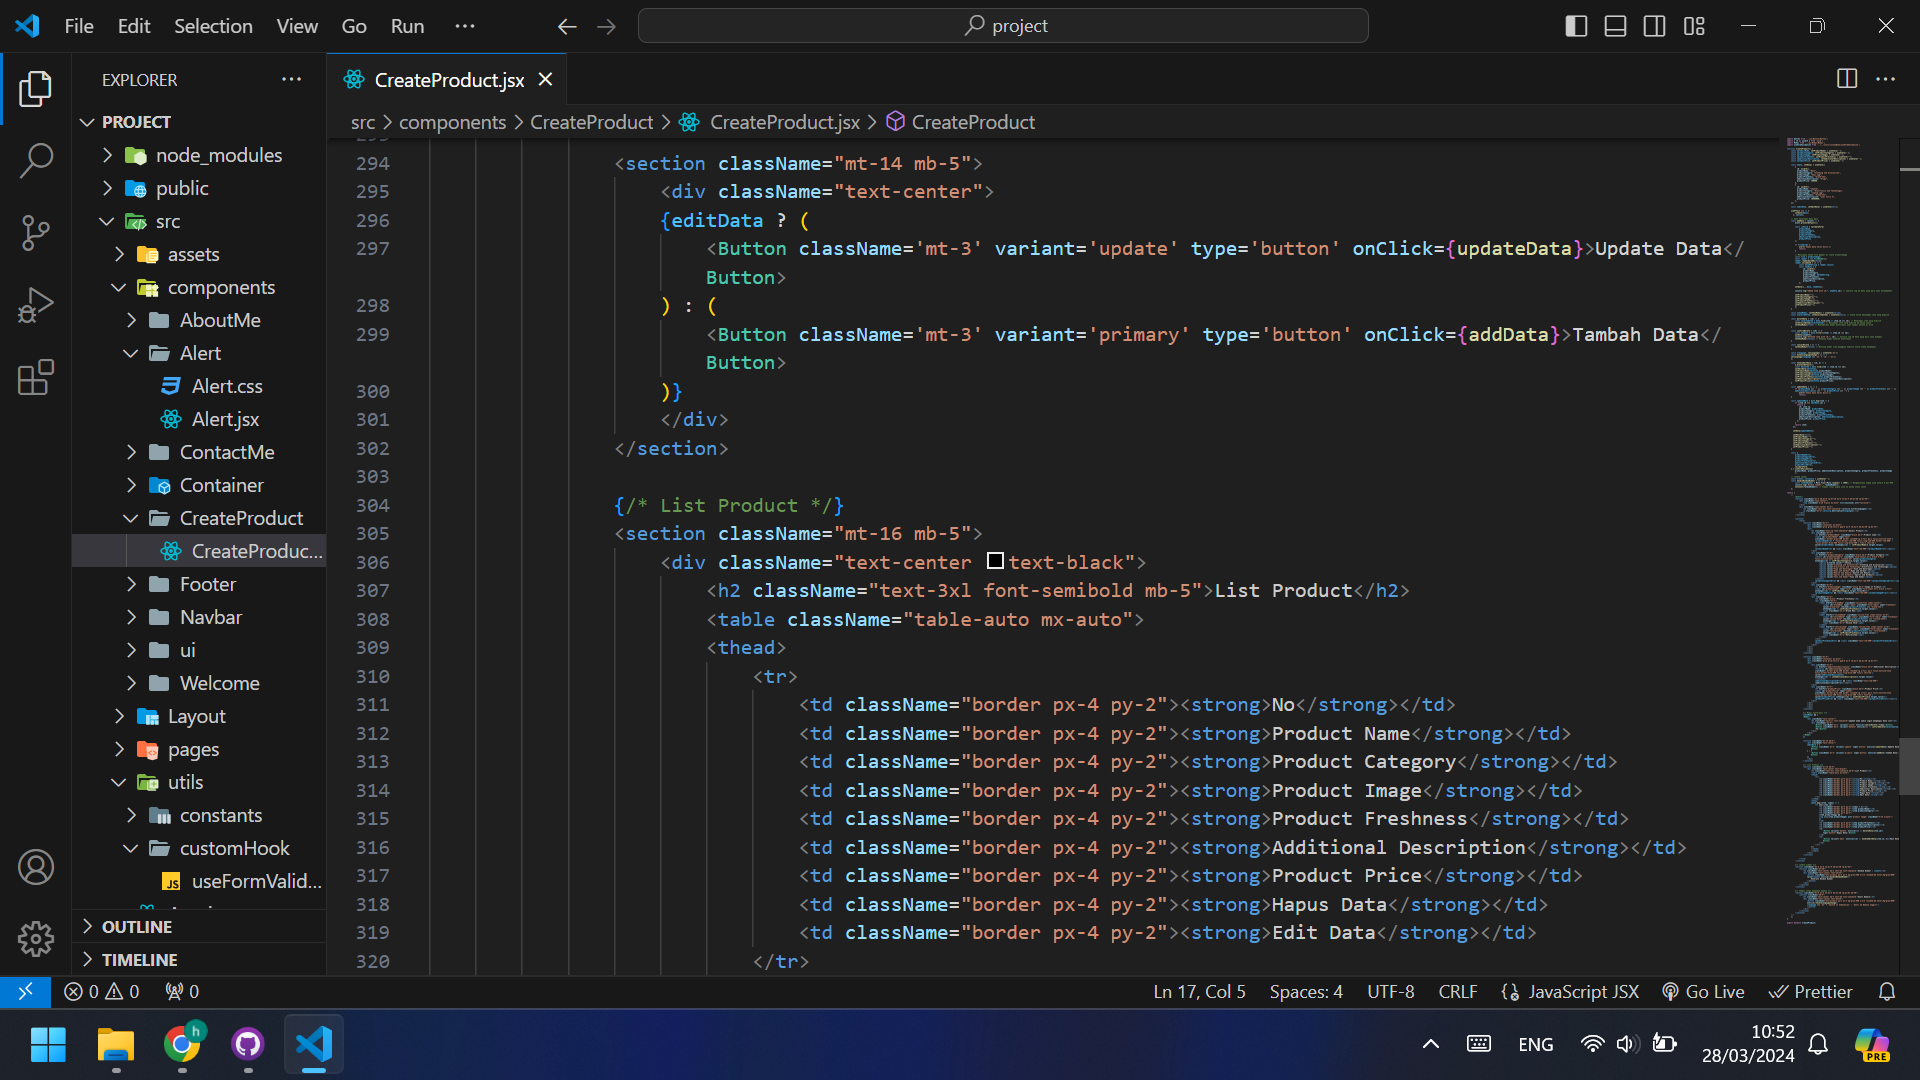 File Edit Selection View Go Run ···
project
EXPLORER
PROJECT
node_modules
public
src
assets
components
AboutMe
Alert
Alert.css
Alert.jsx
ContactMe
Container
CreateProduct
CreateProduc...
Footer
Navbar
ui
Welcome
Layout
pages
utils
constants
customHook
useFormValid...
OUTLINE
TIMELINE
CreateProduct.jsx
src > components > CreateProduct > CreateProduct.jsx > CreateProduct
294 <section className="mt-14 mb-5">
295 <div className="text-center">
296 {editData ? (
297 <Button className='mt-3' variant='update' type='button' onClick={updateData}>Update Data</
Button>
298 ) : (
299 <Button className='mt-3' variant='primary' type='button' onClick={addData}>Tambah Data</
Button>
300 )}
301 </div>
302 </section>
303
304 {/* List Product */}
305 <section className="mt-16 mb-5">
306 <div className="text-center text-black">
307 <h2 className="text-3xl font-semibold mb-5">List Product</h2>
308 <table className="table-auto mx-auto">
309 <thead>
310 <tr>
311 <td className="border px-4 py-2"><strong>No</strong></td>
312 <td className="border px-4 py-2"><strong>Product Name</strong></td>
313 <td className="border px-4 py-2"><strong>Product Category</strong></td>
314 <td className="border px-4 py-2"><strong>Product Image</strong></td>
315 <td className="border px-4 py-2"><strong>Product Freshness</strong></td>
316 <td className="border px-4 py-2"><strong>Additional Description</strong></td>
317 <td className="border px-4 py-2"><strong>Product Price</strong></td>
318 <td className="border px-4 py-2"><strong>Hapus Data</strong></td>
319 <td className="border px-4 py-2"><strong>Edit Data</strong></td>
320 </tr>
0 0 0
Ln 17, Col 5 Spaces: 4 UTF-8 CRLF JavaScript JSX Go Live Prettier
h
ENG
10:52
28/03/2024
PRE